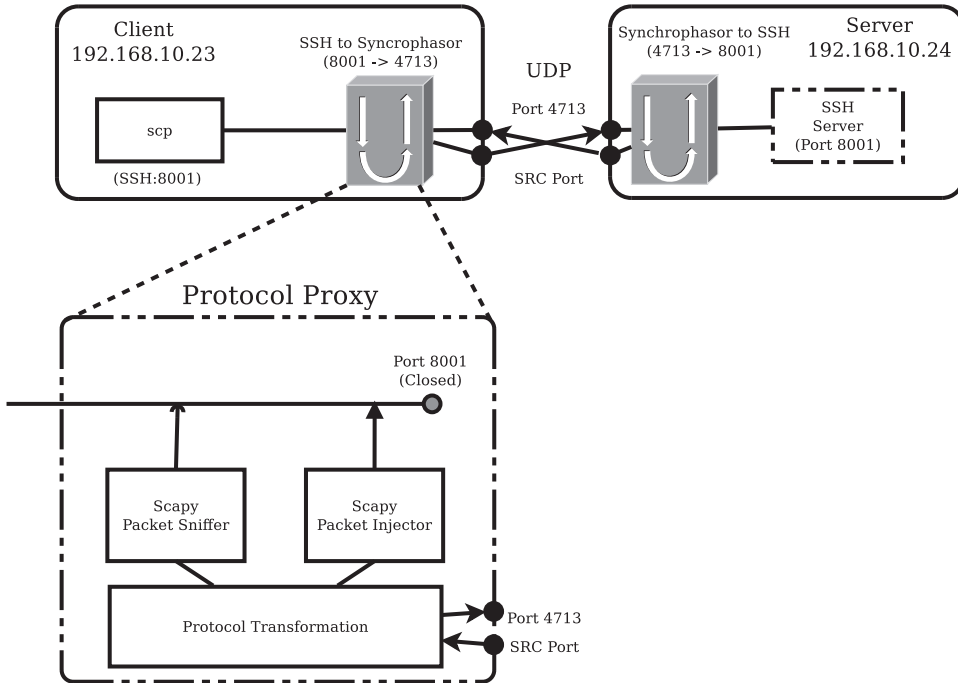 Client
192.168.10.23
SSH to Syncrophasor
(8001 -> 4713)
scp
(SSH:8001)
UDP
Port 4713
SRC Port
Synchrophasor to SSH
(4713 -> 8001)
Server
192.168.10.24
SSH
Server
(Port 8001)
Protocol Proxy
Port 8001
(Closed)
Scapy
Packet Sniffer
Scapy
Packet Injector
Protocol Transformation
Port 4713
SRC Port